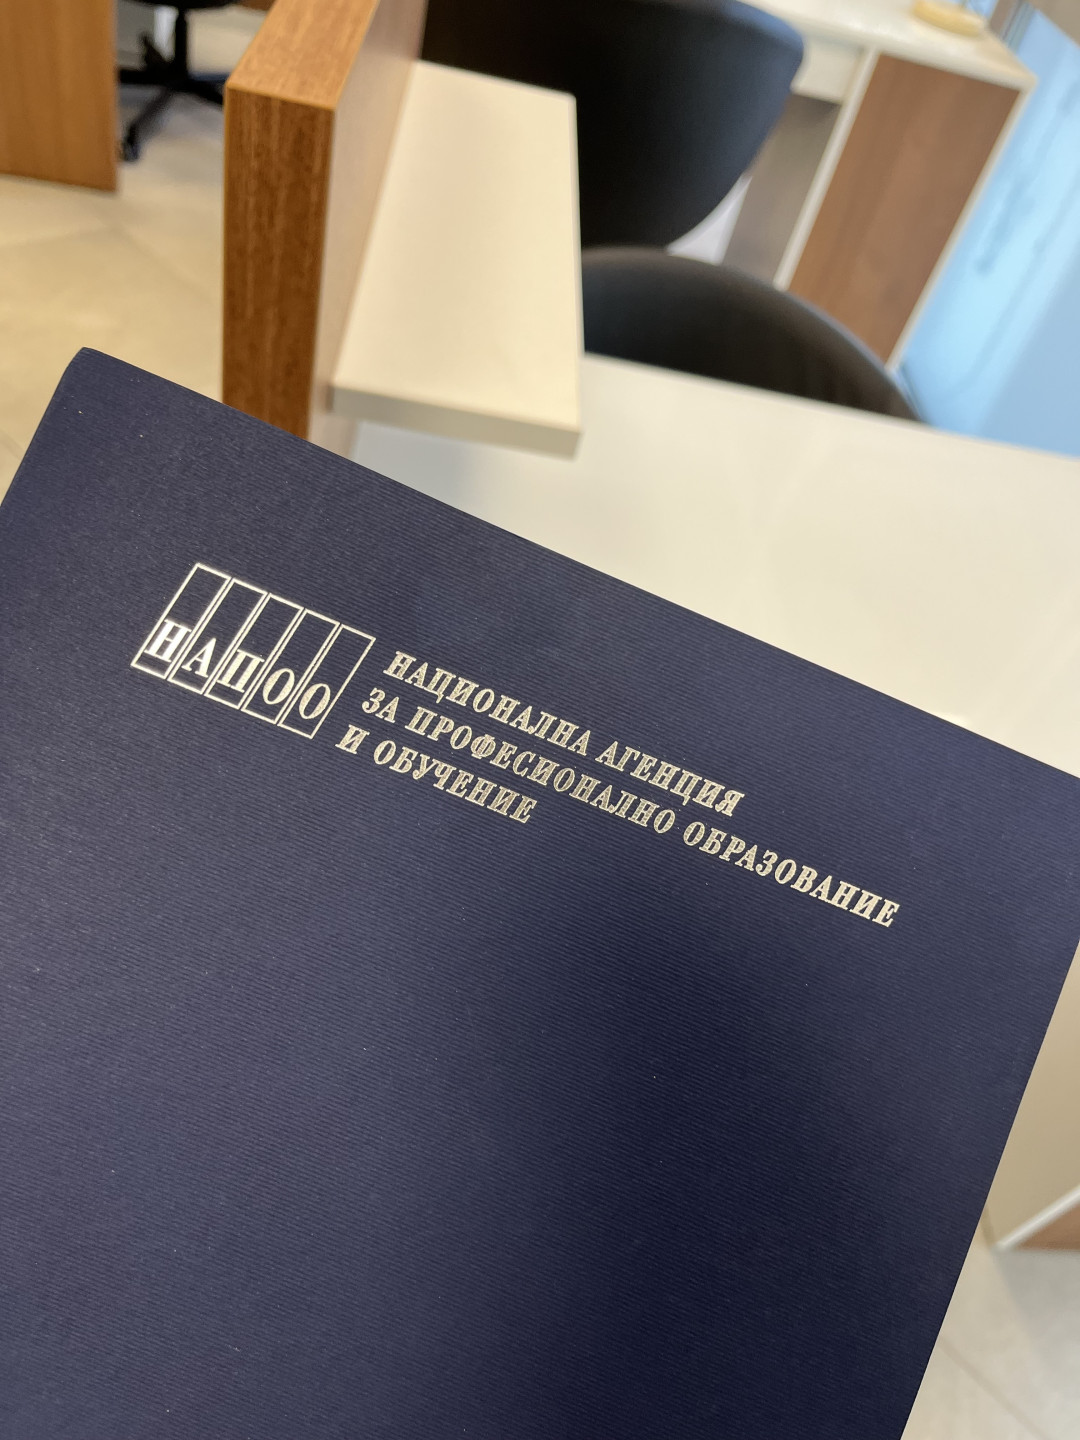 НАПОО
НАЦИОНАЛНА АГЕНЦИЯ
ЗА ПРОФЕСИОНАЛНО ОБРАЗОВАНИЕ
И ОБУЧЕНИЕ